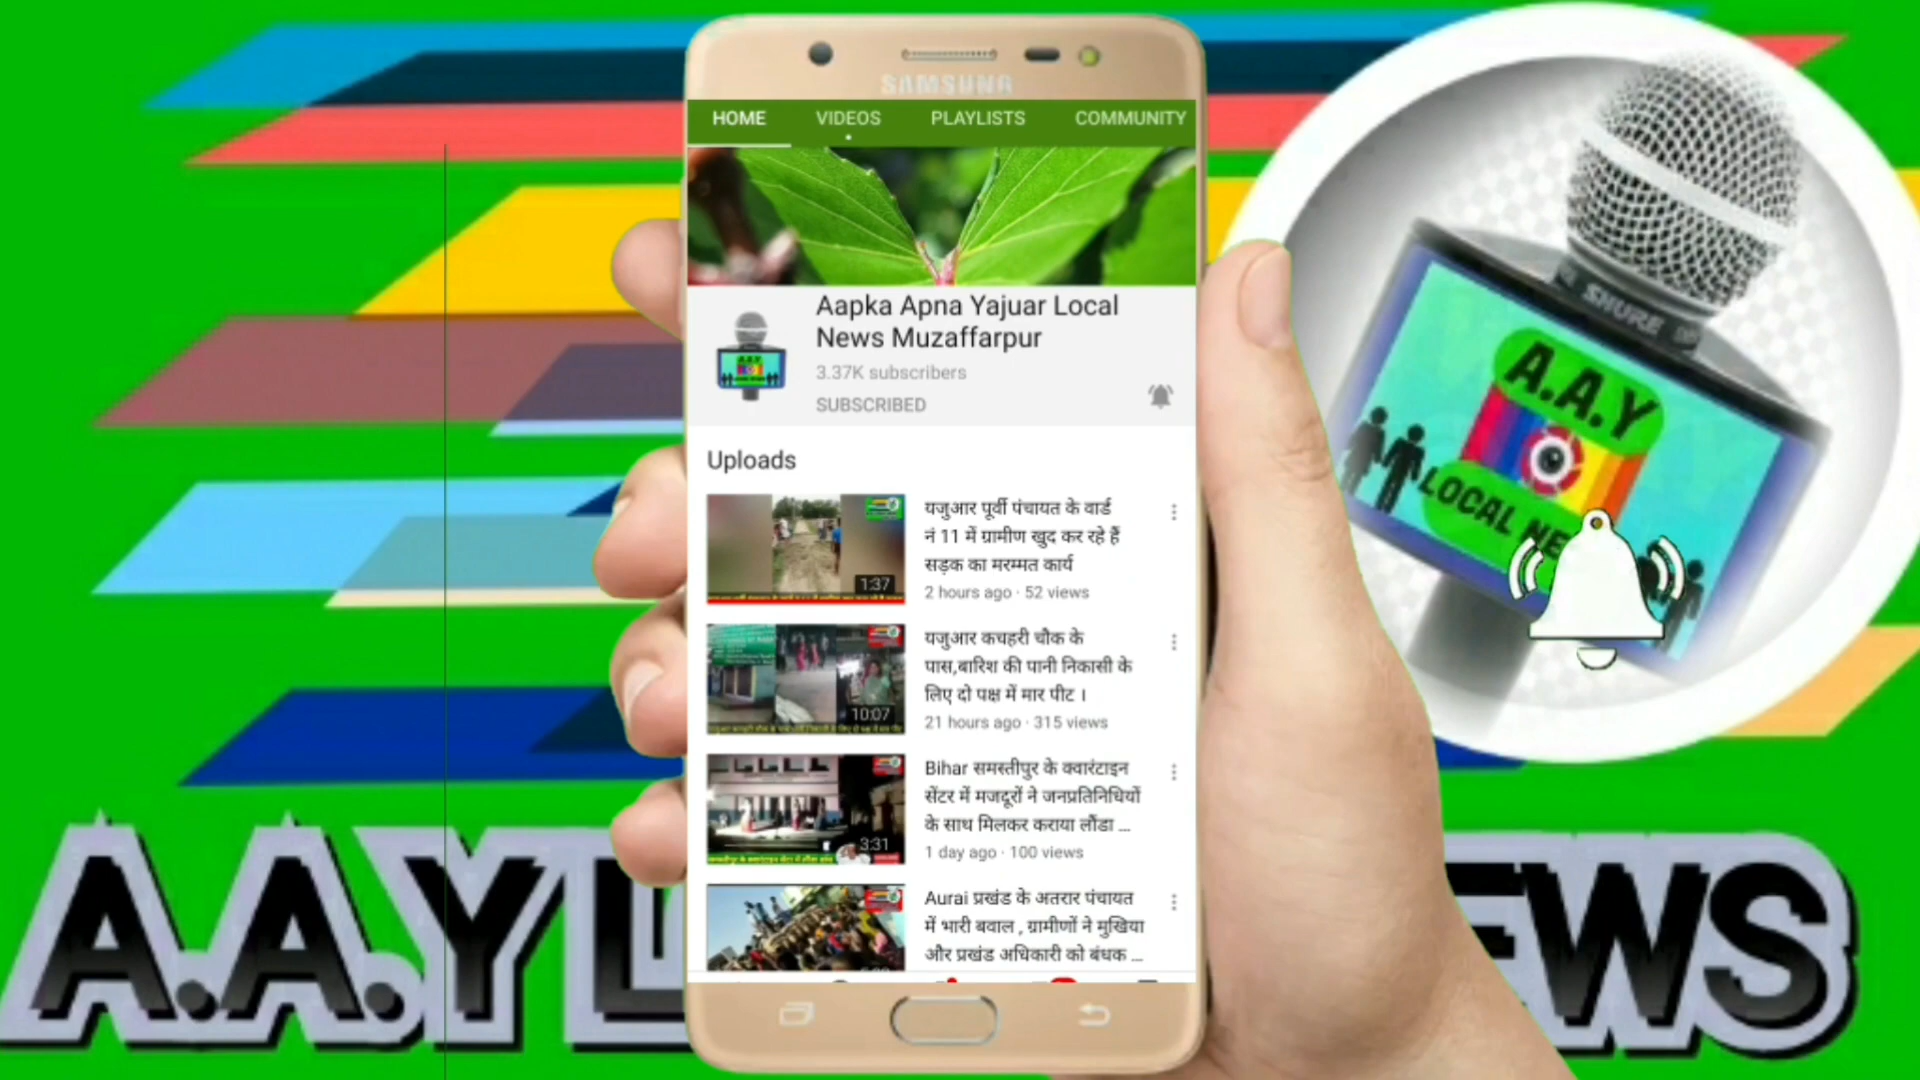 SAMSUNG
HOME VIDEOS PLAYLISTS COMMUNITY
Aapka Apna Yajuar Local
News Muzaffarpur
3.37K subscribers
SUBSCRIBED
Uploads
यजुआर पूर्वी पंचायत के वार्ड
नं 11 में ग्रामीण खुद कर रहे हैं
सड़क का मरम्मत कार्य
2 hours ago · 52 views
1:37
यजुआर कचहरी चौक के
पास,बारिश की पानी निकासी के
लिए दो पक्ष में मार पीट ।
21 hours ago · 315 views
10:07
Bihar समस्तीपुर के क्वारंटाइन
सेंटर में मजदूरों ने जनप्रतिनिधियों
के साथ मिलकर कराया लौंडा ...
1 day ago · 100 views
3:31
Aurai प्रखंड के अतरार पंचायत
में भारी बवाल , ग्रामीणों ने मुखिया
और प्रखंड अधिकारी को बंधक ...
SHURE
A.A.Y
LOCAL NE
A.A.Y L EWS